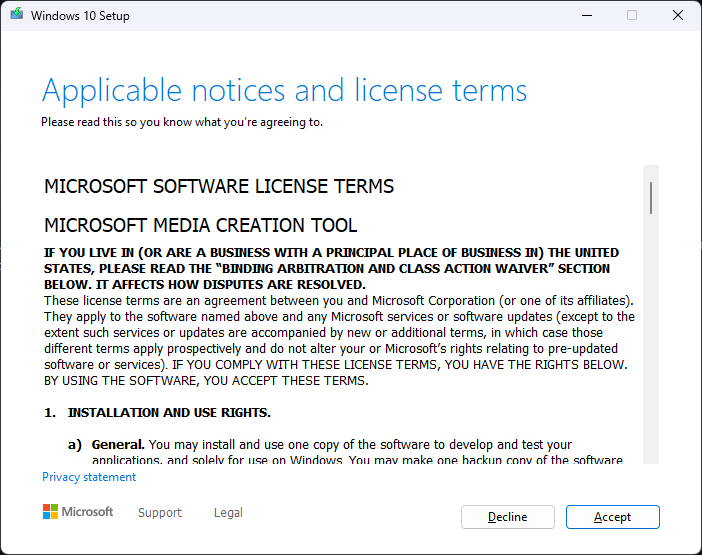 Windows 10 Setup
Applicable notices and license terms
Please read this so you know what you're agreeing to.
MICROSOFT SOFTWARE LICENSE TERMS
MICROSOFT MEDIA CREATION TOOL
IF YOU LIVE IN (OR ARE A BUSINESS WITH A PRINCIPAL PLACE OF BUSINESS IN) THE UNITED
STATES, PLEASE READ THE “BINDING ARBITRATION AND CLASS ACTION WAIVER” SECTION
BELOW. IT AFFECTS HOW DISPUTES ARE RESOLVED.
These license terms are an agreement between you and Microsoft Corporation (or one of its affiliates).
They apply to the software named above and any Microsoft services or software updates (except to the
extent such services or updates are accompanied by new or additional terms, in which case those
different terms apply prospectively and do not alter your or Microsoft’s rights relating to pre-updated
software or services). IF YOU COMPLY WITH THESE LICENSE TERMS, YOU HAVE THE RIGHTS BELOW.
BY USING THE SOFTWARE, YOU ACCEPT THESE TERMS.
1. INSTALLATION AND USE RIGHTS.
a) General. You may install and use one copy of the software to develop and test your
applications, and solely for use on Windows. You may make one backup copy of the software
Privacy statement
Microsoft Support Legal Decline Accept